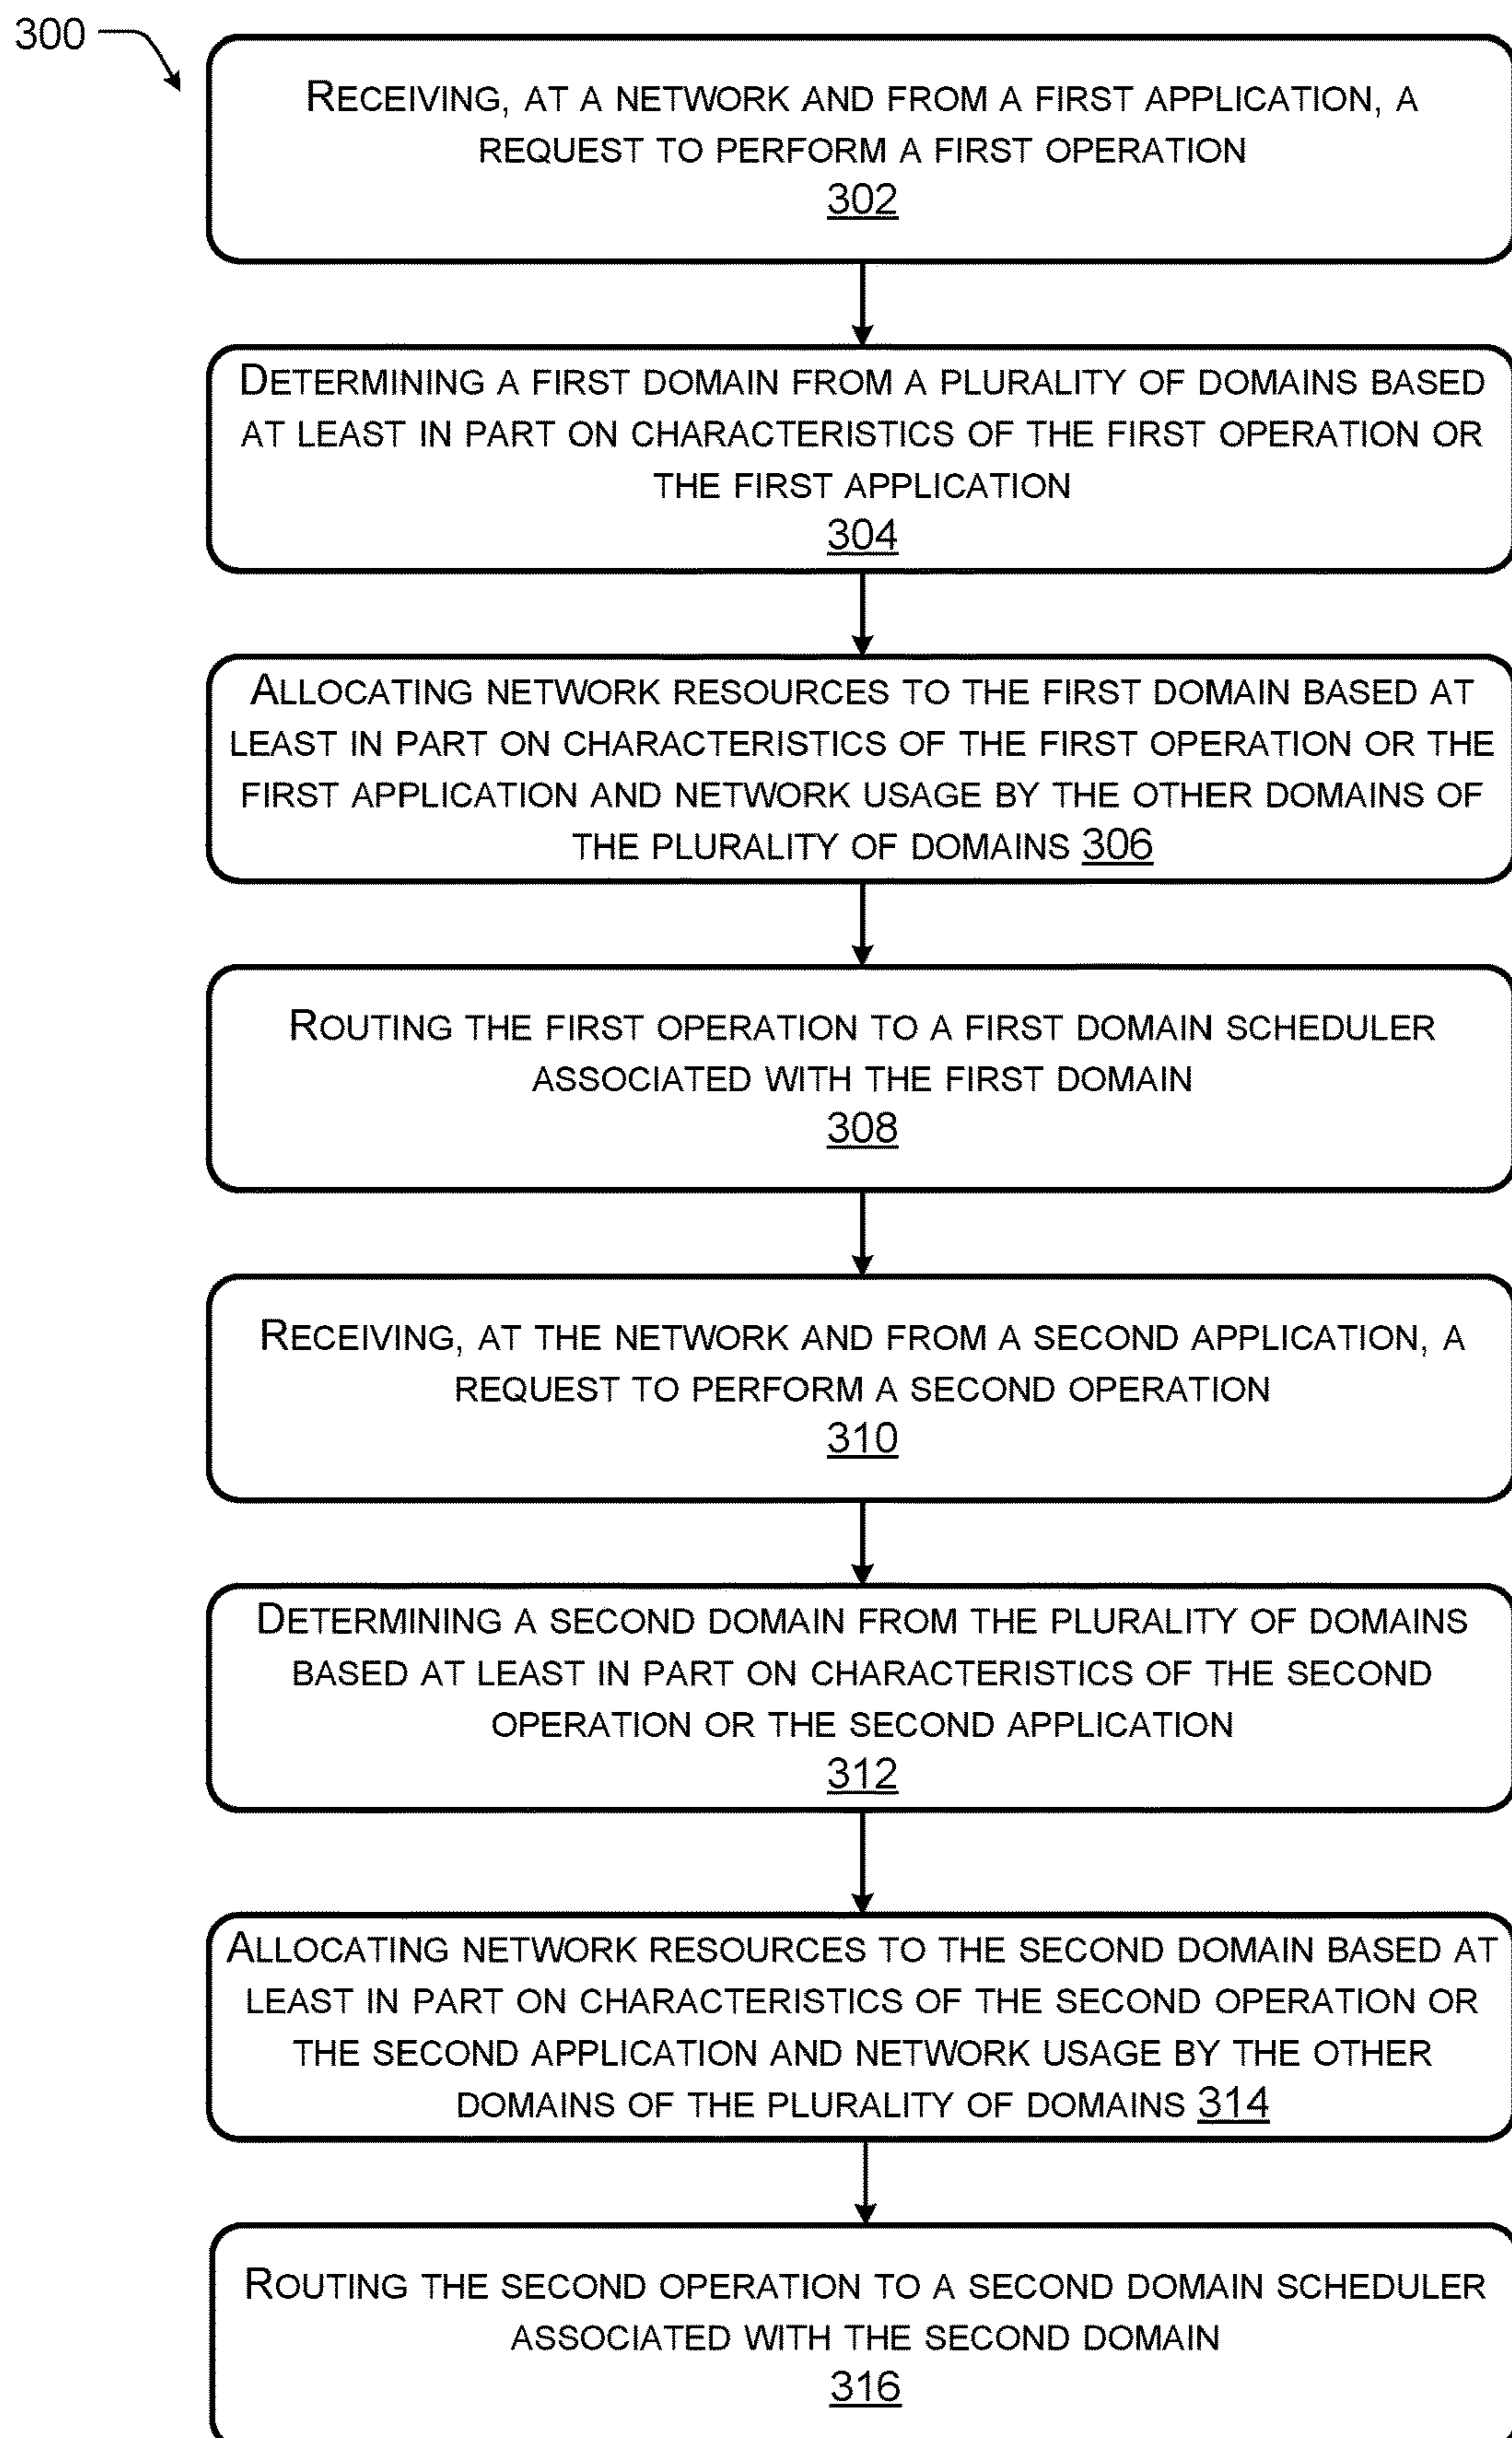 300
RECEIVING, AT A NETWORK AND FROM A FIRST APPLICATION, A
REQUEST TO PERFORM A FIRST OPERATION
302
DETERMINING A FIRST DOMAIN FROM A PLURALITY OF DOMAINS BASED
AT LEAST IN PART ON CHARACTERISTICS OF THE FIRST OPERATION OR
THE FIRST APPLICATION
304
ALLOCATING NETWORK RESOURCES TO THE FIRST DOMAIN BASED AT
LEAST IN PART ON CHARACTERISTICS OF THE FIRST OPERATION OR THE
FIRST APPLICATION AND NETWORK USAGE BY THE OTHER DOMAINS OF
THE PLURALITY OF DOMAINS 306
ROUTING THE FIRST OPERATION TO A FIRST DOMAIN SCHEDULER
ASSOCIATED WITH THE FIRST DOMAIN
308
RECEIVING, AT THE NETWORK AND FROM A SECOND APPLICATION, A
REQUEST TO PERFORM A SECOND OPERATION
310
DETERMINING A SECOND DOMAIN FROM THE PLURALITY OF DOMAINS
BASED AT LEAST IN PART ON CHARACTERISTICS OF THE SECOND
OPERATION OR THE SECOND APPLICATION
312
ALLOCATING NETWORK RESOURCES TO THE SECOND DOMAIN BASED AT
LEAST IN PART ON CHARACTERISTICS OF THE SECOND OPERATION OR
THE SECOND APPLICATION AND NETWORK USAGE BY THE OTHER
DOMAINS OF THE PLURALITY OF DOMAINS 314
ROUTING THE SECOND OPERATION TO A SECOND DOMAIN SCHEDULER
ASSOCIATED WITH THE SECOND DOMAIN
316